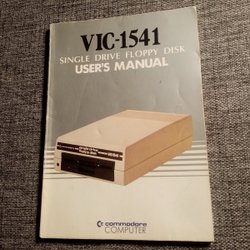 VIC-1541
SINGLE DRIVE FLOPPY DISK
USER'S MANUAL
commodore
COMPUTER